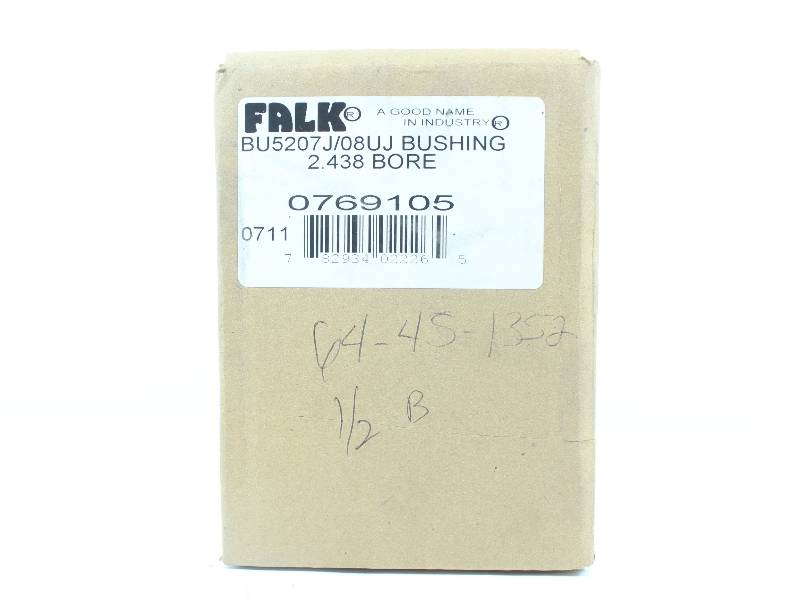 FALK® A GOOD NAME
IN INDUSTRY®
BU5207J/08UJ BUSHING
2.438 BORE
0769105
0711
7 82934 02226 5
64-45-1352
1/2 B